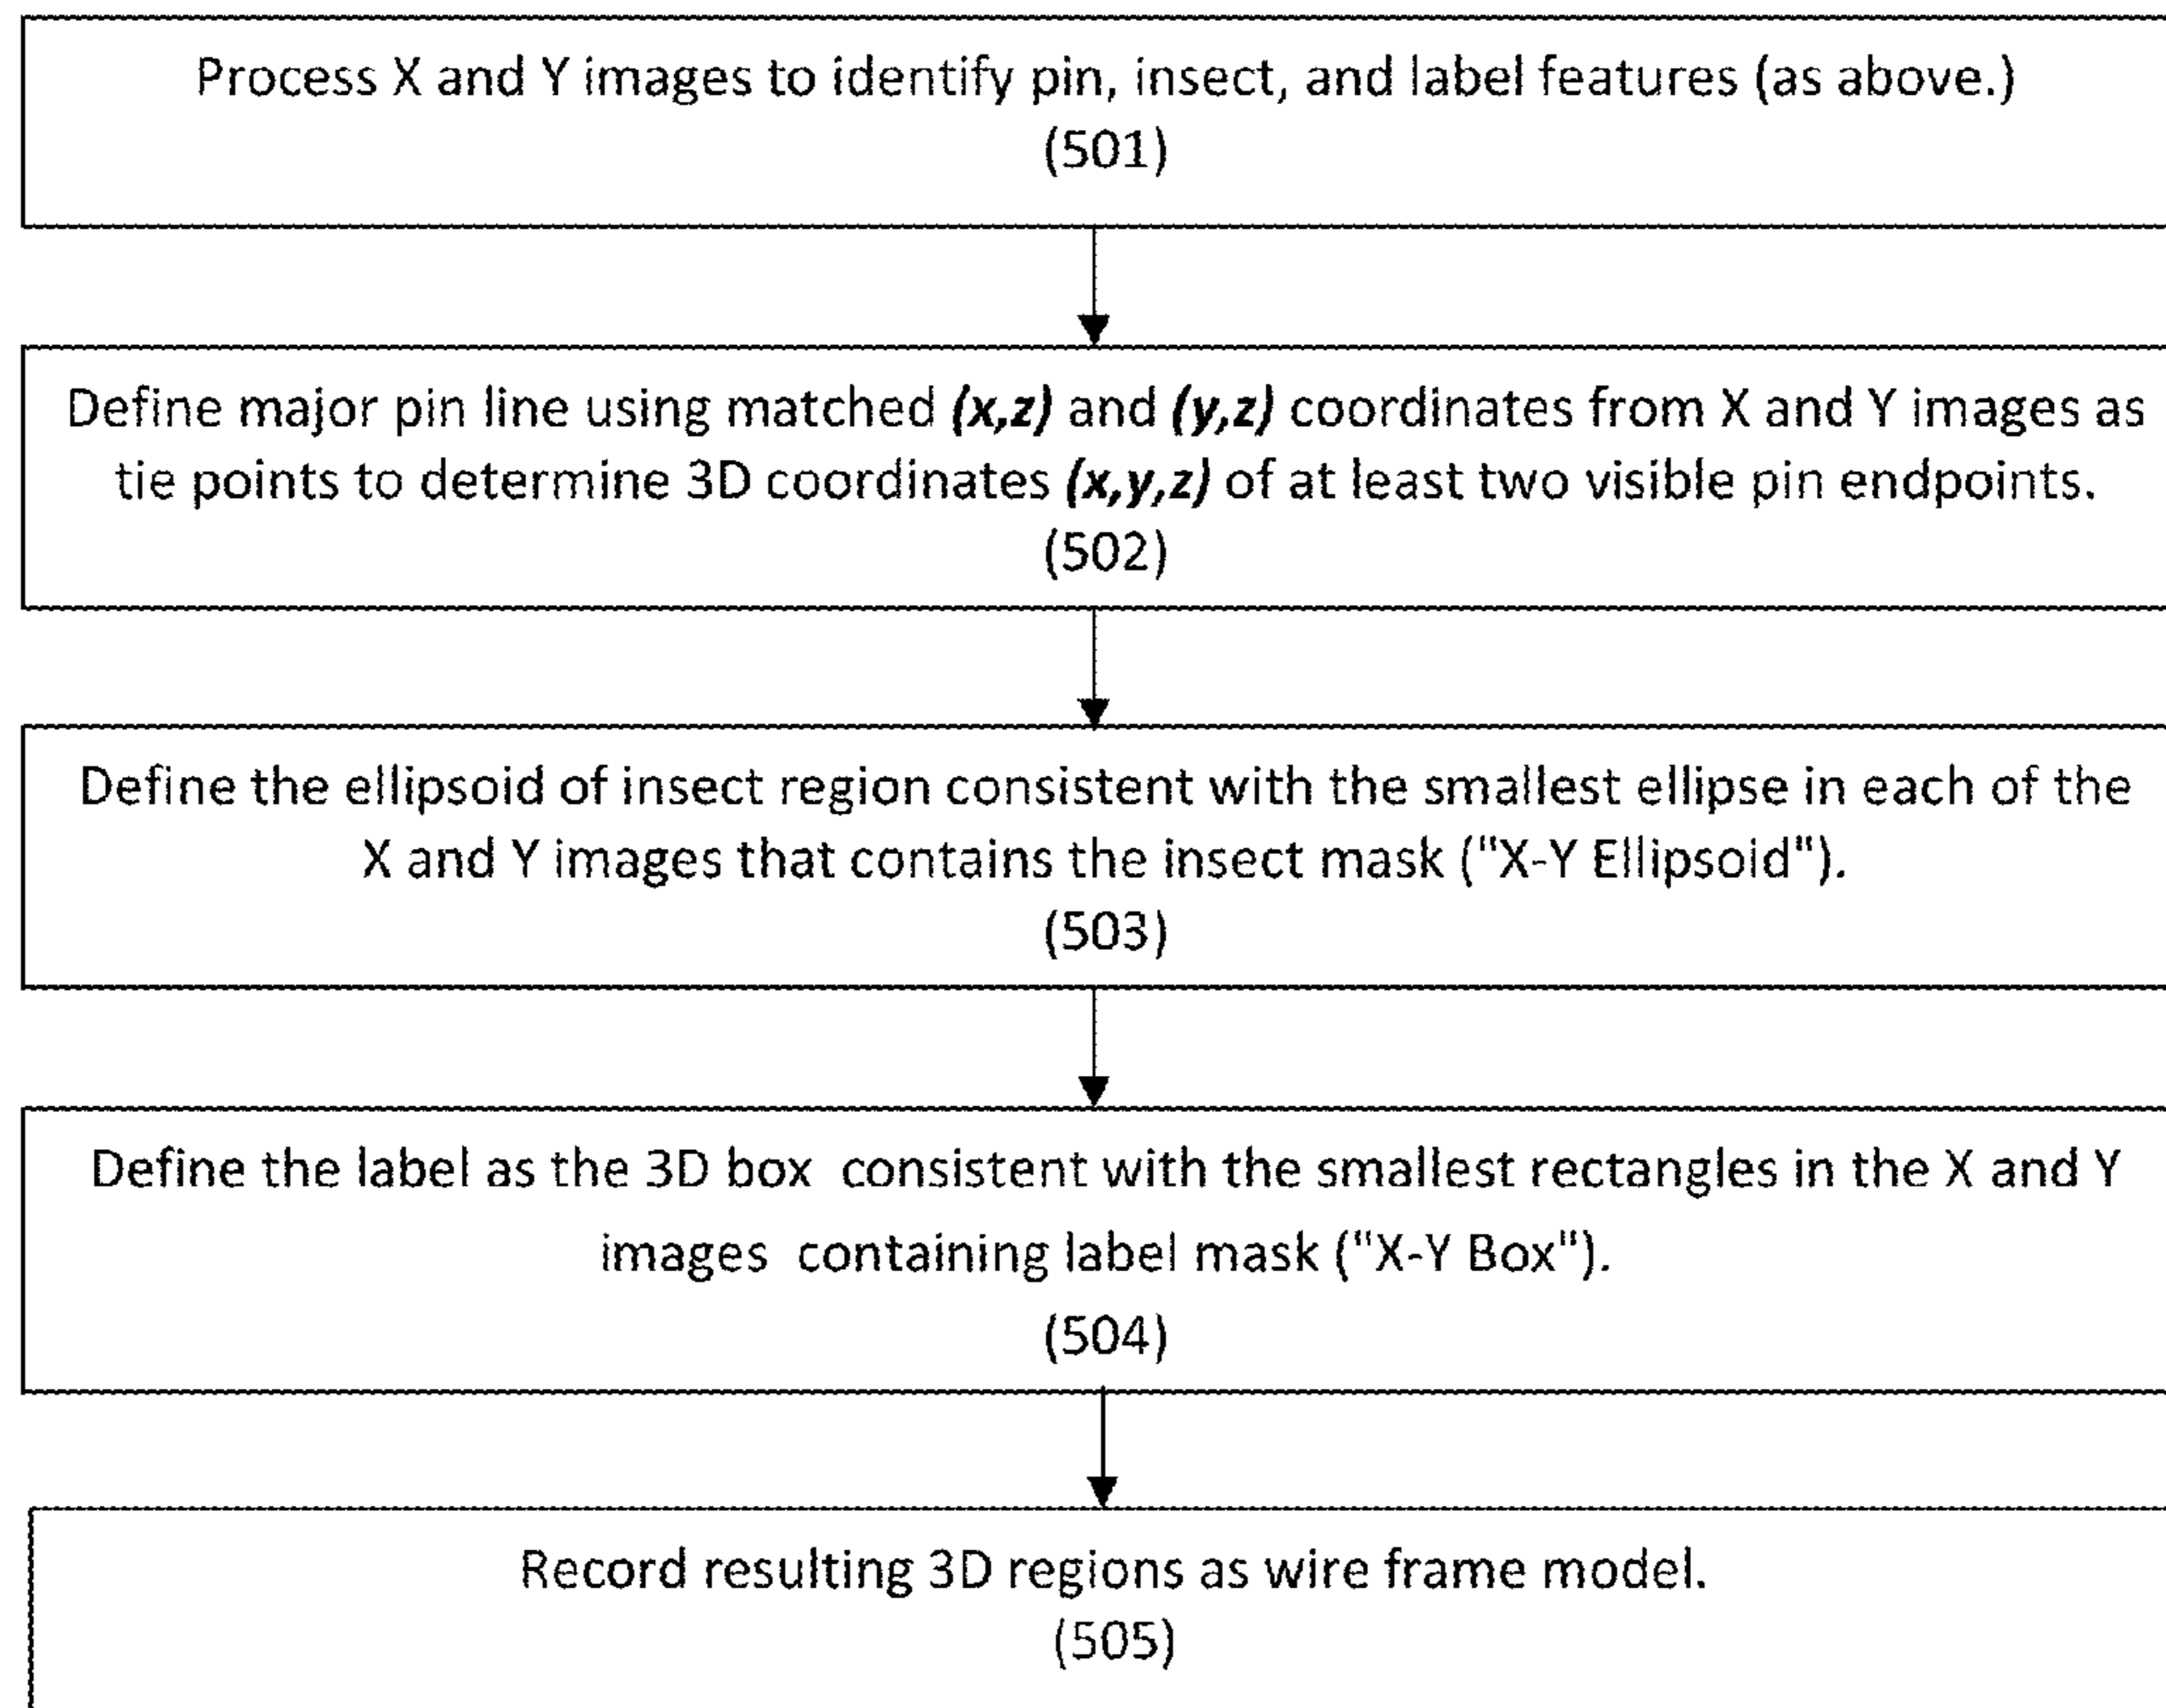 Process X and Y images to identify pin, insect, and label features (as above.)
(501)
Define major pin line using matched (x,z) and (y,z) coordinates from X and Y images as
tie points to determine 3D coordinates (x,y,z) of at least two visible pin endpoints.
(502)
Define the ellipsoid of insect region consistent with the smallest ellipse in each of the
X and Y images that contains the insect mask ("X-Y Ellipsoid").
(503)
Define the label as the 3D box consistent with the smallest rectangles in the X and Y
images containing label mask ("X-Y Box").
(504)
Record resulting 3D regions as wire frame model.
(505)